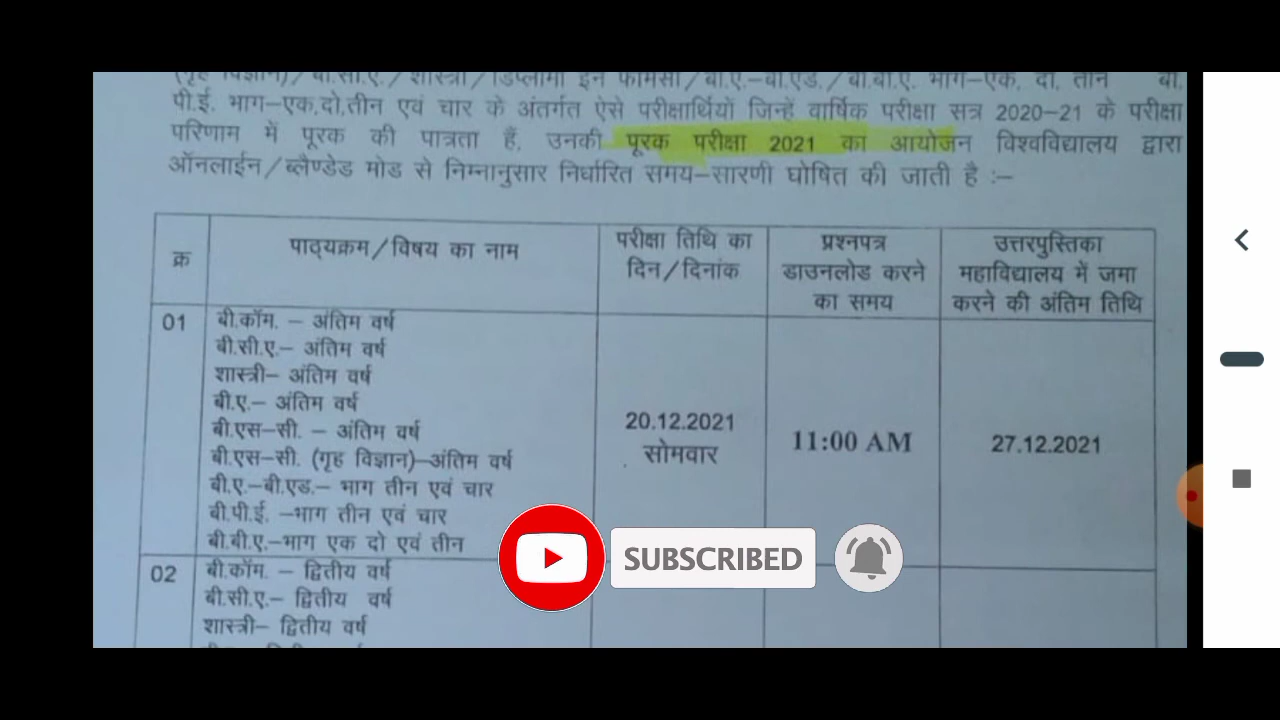 (गृह विज्ञान)/बी.सी.ए./शास्त्री/डिप्लोमा इन फार्मेसी/बी.ए.–बी.एड./बी.बी.ए. भाग–एक, दो, तीन बी.
पी.ई. भाग–एक,दो,तीन एवं चार के अंतर्गत ऐसे परीक्षार्थियों जिन्हें वार्षिक परीक्षा सत्र 2020–21 के परीक्षा
परिणाम में पूरक की पात्रता हैं, उनकी पूरक परीक्षा 2021 का आयोजन विश्वविद्यालय द्वारा
ऑनलाईन/ब्लैण्डेड मोड से निम्नानुसार निर्धारित समय–सारणी घोषित की जाती है :–
क्र
पाठ्यक्रम/विषय का नाम
परीक्षा तिथि का
दिन/दिनांक
प्रश्नपत्र
डाउनलोड करने
का समय
उत्तरपुस्तिका
महाविद्यालय में जमा
करने की अंतिम तिथि
01
बी.कॉम. – अंतिम वर्ष
बी.सी.ए.– अंतिम वर्ष
शास्त्री– अंतिम वर्ष
बी.ए.– अंतिम वर्ष
बी.एस–सी. – अंतिम वर्ष
बी.एस–सी. (गृह विज्ञान)–अंतिम वर्ष
बी.ए.–बी.एड.– भाग तीन एवं चार
बी.पी.ई. –भाग तीन एवं चार
बी.बी.ए.–भाग एक दो एवं तीन
20.12.2021
सोमवार
11:00 AM
27.12.2021
SUBSCRIBED
02
बी.कॉम. – द्वितीय वर्ष
बी.सी.ए.– द्वितीय वर्ष
शास्त्री– द्वितीय वर्ष